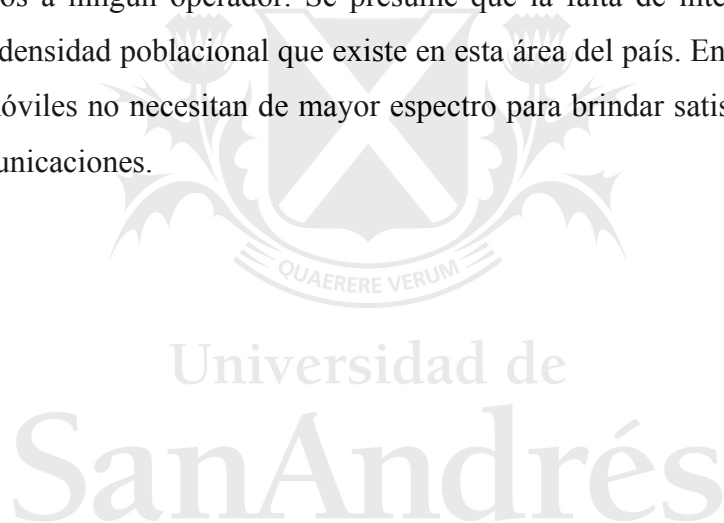 os a ningún operador. Se presume que la falta de inte
densidad poblacional que existe en esta área del país. En
móviles no necesitan de mayor espectro para brindar satis
unicaciones.
QUAERERE VERUM
Universidad de
SanAndrés